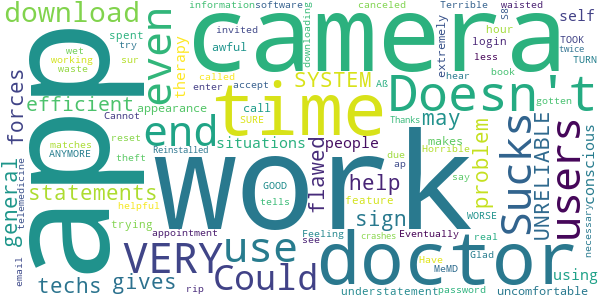 information
software
canceled
Terrible
S8
waisted
download
camera
self
invited
downloading
hour
TOOK
wet
spent
even
awful
extremely
login
twice
working
try
therapy
less
TURN
waste
sur
called
SYSTEM
hear
book
app
forces
efficient
enter
accept
Aß
Doesn't
gotten
appearance
SURE
time
Cannot
call
Thanks
UNRELIABLE
conscious
reset
end
situations
people
may
matches
theft
due
makes
Horrible
problem
Sucks
users
ANYMORE
Reinstalled
work
flawed
ap
say
general
telemedicine
statements
GOOD
help
feature
WORSE
necessary
helpful
tells
sign
trying
appointment
Feeling
see
Eventually
real
VERY
use
doctor
crashes
Have
Glad
using
email
techs
gives
rip
Could
MeMD
understatement
password
uncomfortable